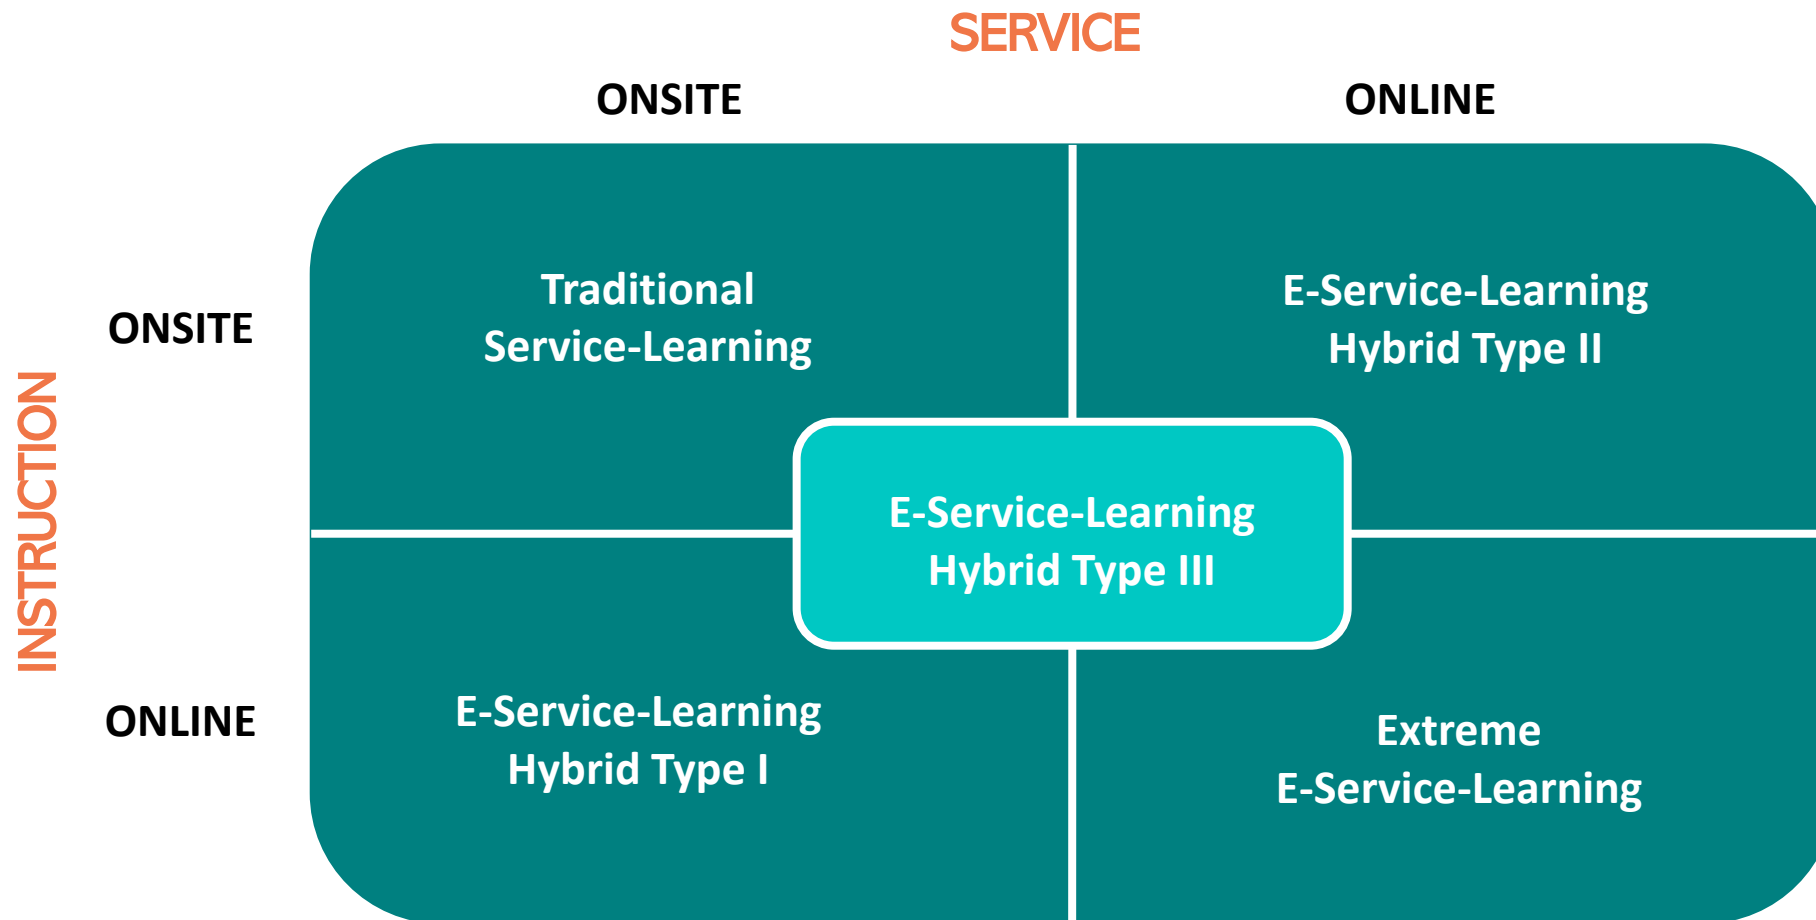 SERVICE
ONSITE
ONLINE
INSTRUCTION
ONSITE
Traditional
Service-Learning
E-Service-Learning
Hybrid Type II
E-Service-Learning
Hybrid Type III
ONLINE
E-Service-Learning
Hybrid Type I
Extreme
E-Service-Learning